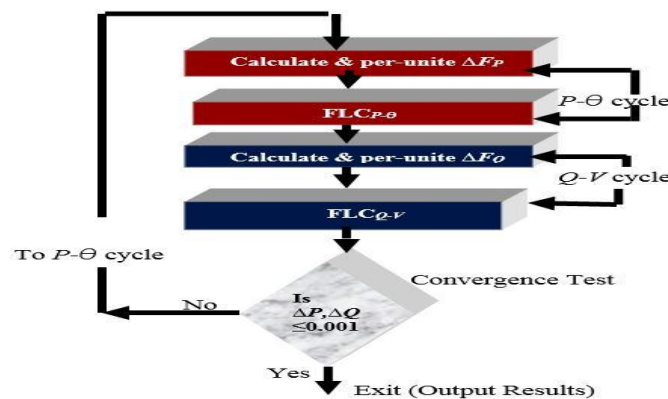 Calculate & per-unite ΔFP
P-Ө cycle
FLCP-θ
Calculate & per-unite ΔFQ
Q-V cycle
FLCQ-V
To P-Ө cycle
Convergence Test
No
Is
ΔP,ΔQ
≤0.001
Yes
Exit (Output Results)